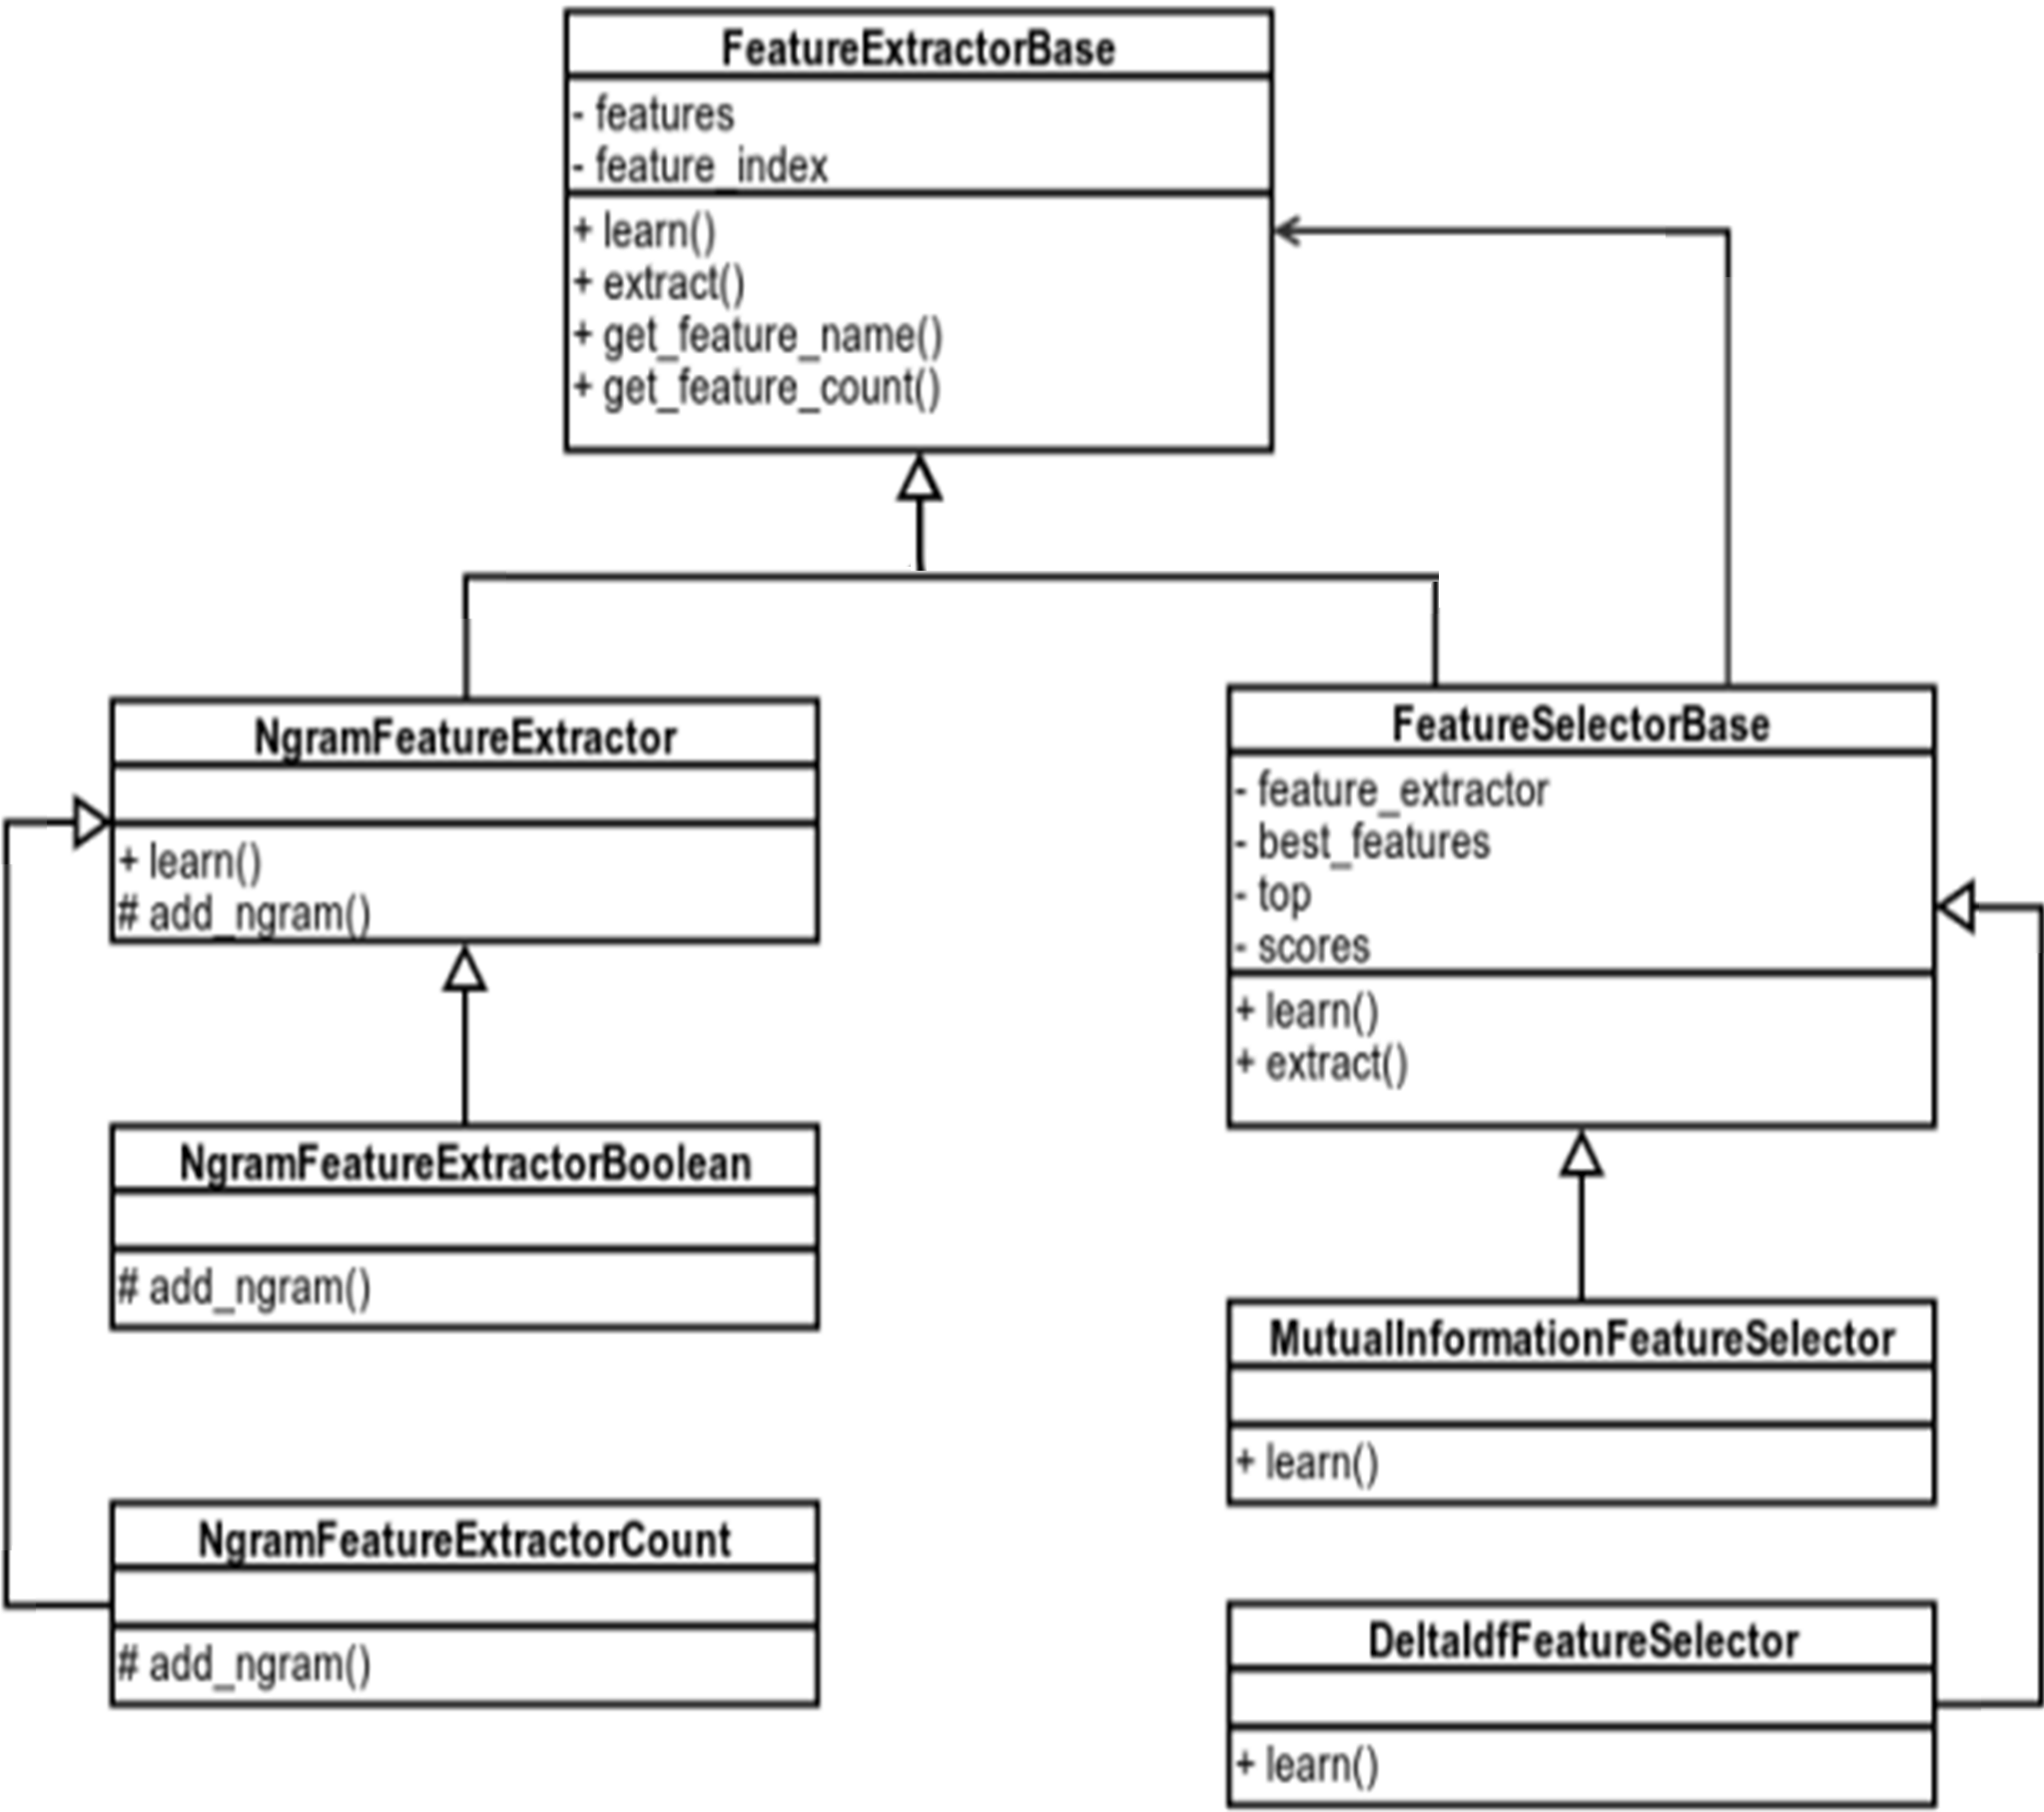 FeatureExtractorBase
- features
- feature_index
+ learn()
+ extract()
+ get_feature_name()
+ get_feature_count()
NgramFeatureExtractor
+ learn()
# add_ngram()
FeatureSelectorBase
- feature_extractor
- best_features
- top
- scores
+ learn()
+ extract()
NgramFeatureExtractorBoolean
# add_ngram()
MutualInformationFeatureSelector
+ learn()
NgramFeatureExtractorCount
# add_ngram()
DeltaIdfFeatureSelector
+ learn()